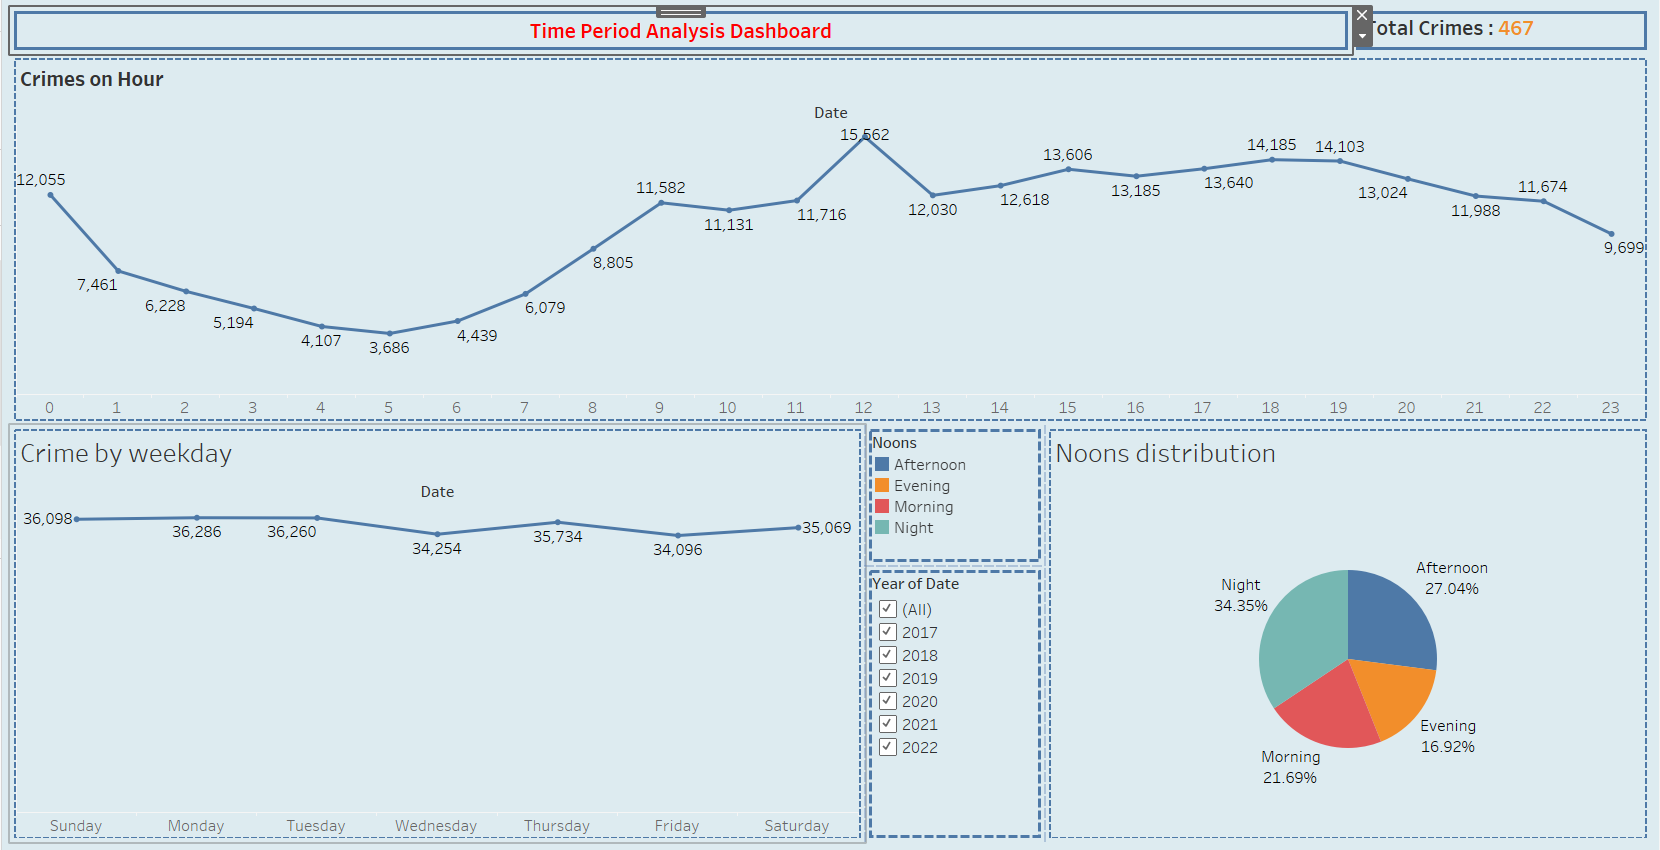 Time Period Analysis Dashboard
otal Crimes : 467
Crimes on Hour
Date
12,055
7,461
6,228
5,194
4,107
3,686
4,439
6,079
8,805
11,582
11,131
11,716
15,562
12,030
12,618
13,606
13,185
13,640
14,185
14,103
13,024
11,988
11,674
9,699
0 1 2 3 4 5 6 7 8 9 10 11 12 13 14 15 16 17 18 19 20 21 22 23
Crime by weekday
Date
36,098
36,286
36,260
34,254
35,734
34,096
35,069
Sunday Monday Tuesday Wednesday Thursday Friday Saturday
Noons
Afternoon
Evening
Morning
Night
Year of Date
(All)
2017
2018
2019
2020
2021
2022
Noons distribution
Afternoon
27.04%
Night
34.35%
Evening
16.92%
Morning
21.69%